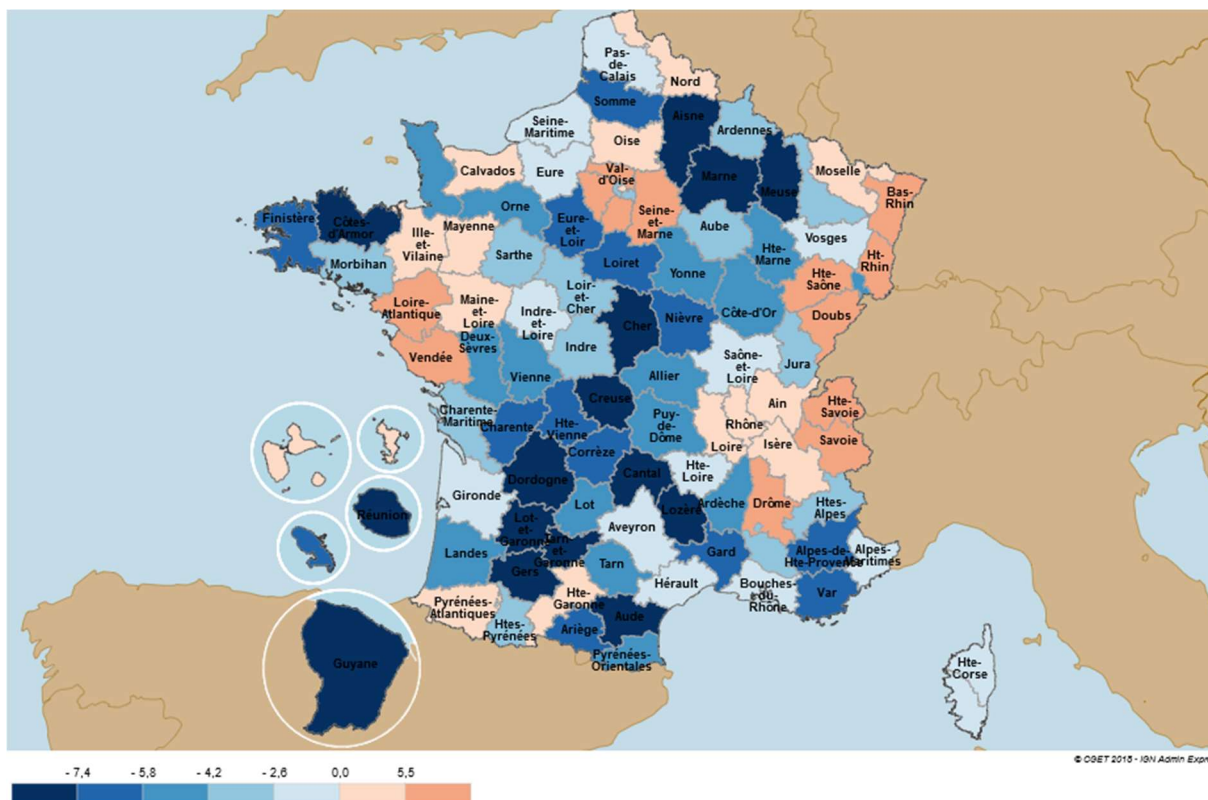 Pas-
de-
Calais
Nord
Somme
Aisne
Ardennes
Seine-
Maritime
Oise
Calvados
Eure
Val-
d'Oise
Marne
Meuse
Moselle
Bas-
Rhin
Finistère
Côtes-
d'Armor
Orne
Eure-
et-
Loir
Seine-
et-
Marne
Aube
Vosges
Ille-
et-
Vilaine
Mayenne
Morbihan
Sarthe
Loiret
Yonne
Hte-
Marne
Ht-
Rhin
Hte-
Saône
Loire-
Atlantique
Maine-
et-
Loire
Indre-
et-
Loire
Loir-
et-
Cher
Cher
Nièvre
Côte-d'Or
Doubs
Vendée
Deux-
Sèvres
Vienne
Indre
Allier
Saône-
et-
Loire
Jura
Charente-
Maritime
Charente
Hte-
Vienne
Creuse
Puy-
de-
Dôme
Loire
Rhône
Ain
Hte-
Savoie
Savoie
Isère
Corrèze
Dordogne
Cantal
Hte-
Loire
Ardèche
Drôme
Htes-
Alpes
Gironde
Lot
Lozère
Aveyron
Lot-
et-
Garonne
Tarn-
et-
Garonne
Landes
Gers
Tarn
Gard
Hérault
Bouches-
du-
Rhône
Alpes-de-
Hte-Provence
Alpes-
Maritimes
Var
Pyrénées-
Atlantiques
Htes-
Pyrénées
Hte-
Garonne
Ariège
Aude
Pyrénées-
Orientales
Hte-
Corse
Réunion
Guyane
© CGET 2015 - IGN Admin Expr
- 7,4 - 5,8 - 4,2 - 2,6 0,0 5,5